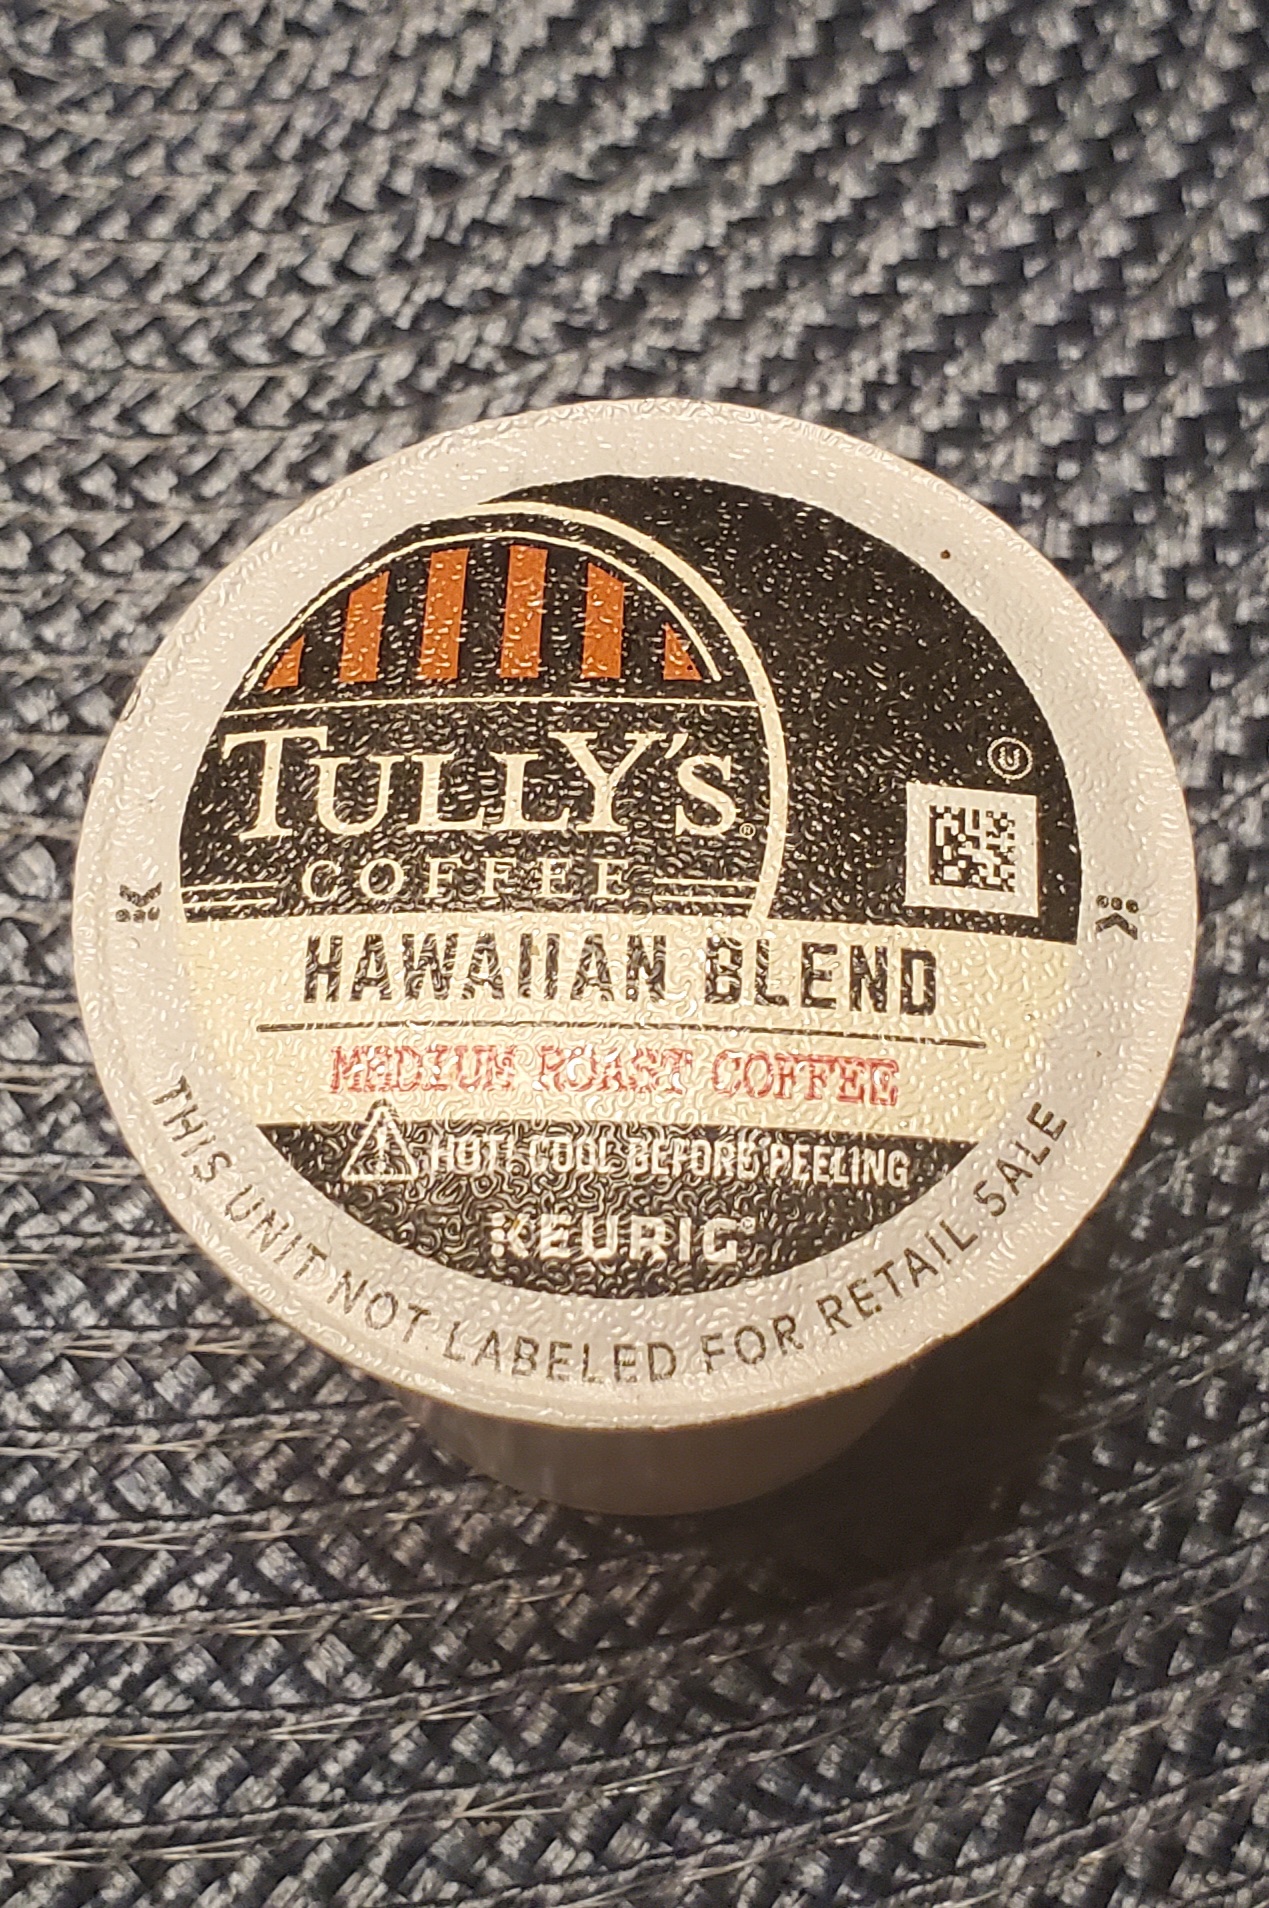 TULLY'S®
COFFEE
U
HAWAIIAN BLEND
MEDIUM ROAST COFFEE
HOT! COOL BEFORE PEELING
KEURIG®
THIS UNIT NOT LABELED FOR RETAIL SALE